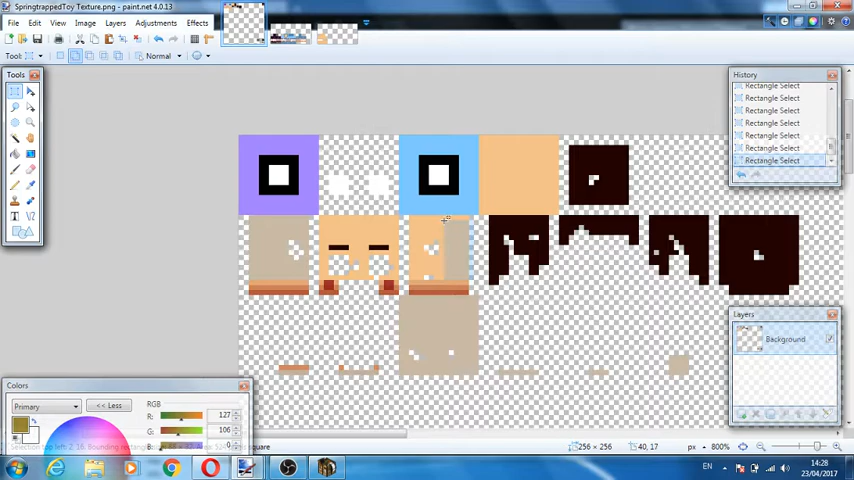 SpringtrappedToy Texture.png - paint.net 4.0.13
File Edit View Image Layers Adjustments Effects
Tool: Normal
Tools
History
Rectangle Select
Rectangle Select
Rectangle Select
Rectangle Select
Rectangle Select
Rectangle Select
Rectangle Select
Layers
Background
Colors
Primary
<< Less
RGB
R: 127
G: 106
B: 0
256 × 256
40, 17
px
800%
EN
14:28
23/04/2017